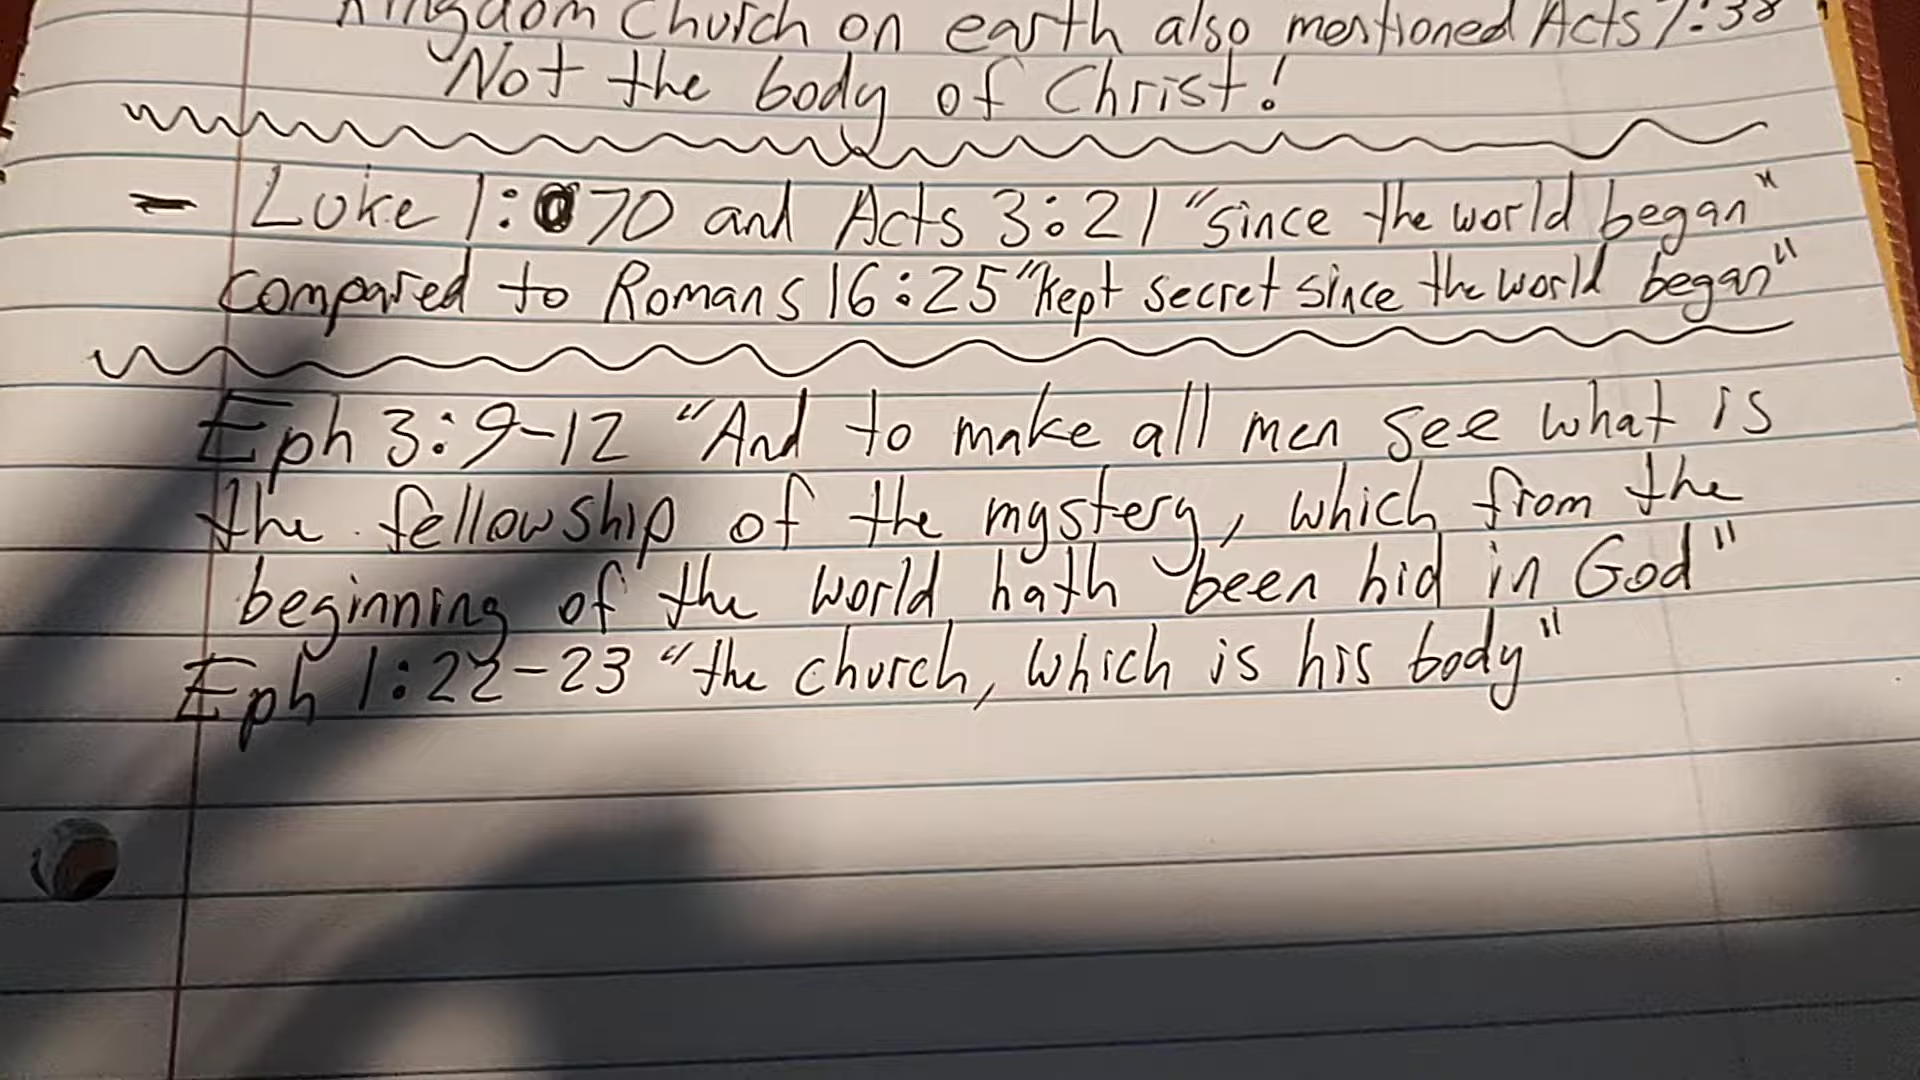 Kingdom Church on earth also mentioned Acts 7:38
Not the body of Christ!
- Luke 1:70 and Acts 3:21 "since the world began"
compared to Romans 16:25 "kept secret since the world began"
Eph 3:9-12 "And to make all men see what is
the fellowship of the mystery, which from the
beginning of the world hath been hid in God"
Eph 1:22-23 "the church, which is his body"